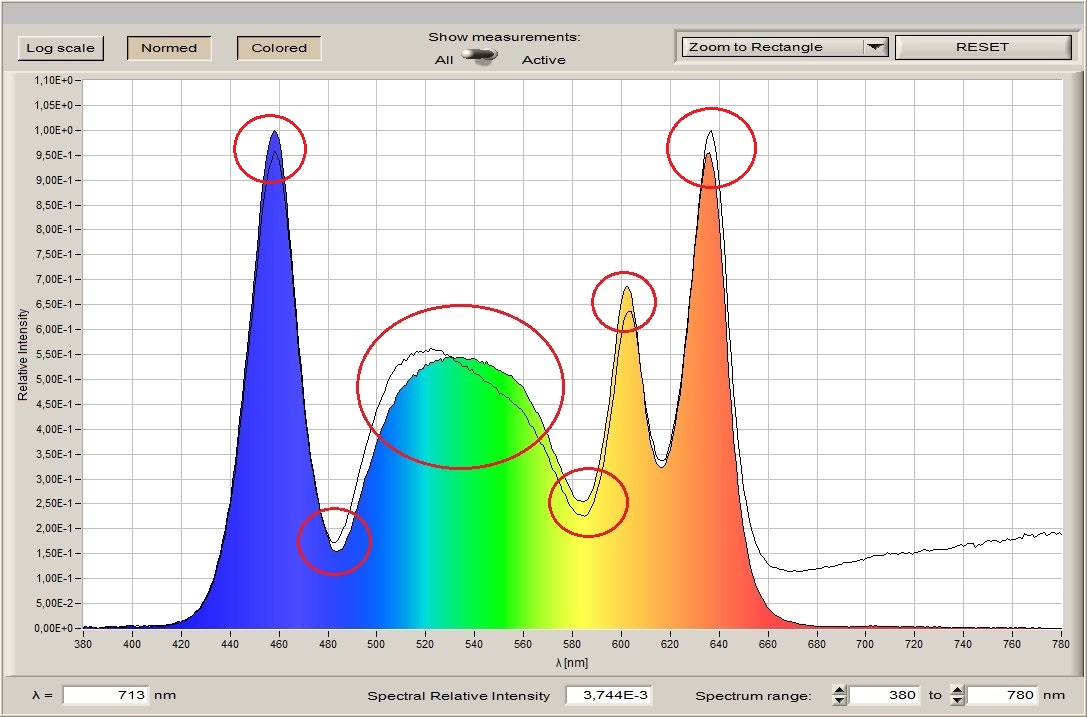 Log scale
Normed
Colored
Show measurements:
All
Active
Zoom to Rectangle
RESET
1,10E+0
1,05E+0
1,00E+0
9,50E-1
9,00E-1
8,50E-1
8,00E-1
7,50E-1
7,00E-1
6,50E-1
6,00E-1
5,50E-1
5,00E-1
4,50E-1
4,00E-1
3,50E-1
3,00E-1
2,50E-1
2,00E-1
1,50E-1
1,00E-1
5,00E-2
0,00E+0
Relative Intensity
380 400 420 440 460 480 500 520 540 560 580 600 620 640 660 680 700 720 740 760 780
λ [nm]
λ = 713 nm
Spectral Relative Intensity 3,744E-3
Spectrum range: 380 to 780 nm